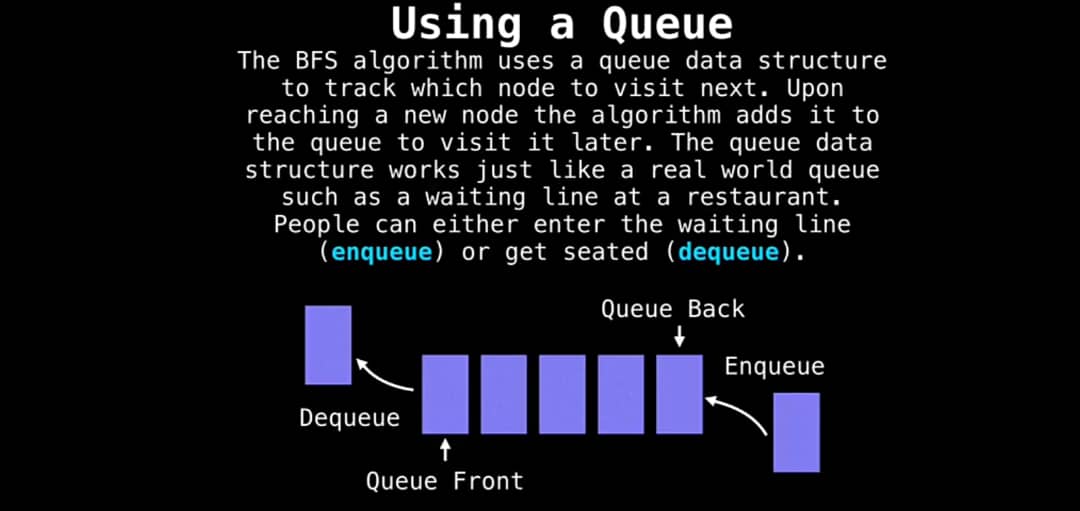 Using a Queue
The BFS algorithm uses a queue data structure
to track which node to visit next. Upon
reaching a new node the algorithm adds it to
the queue to visit it later. The queue data
structure works just like a real world queue
such as a waiting line at a restaurant.
People can either enter the waiting line
(enqueue) or get seated (dequeue).
Queue Back
Enqueue
Dequeue
Queue Front